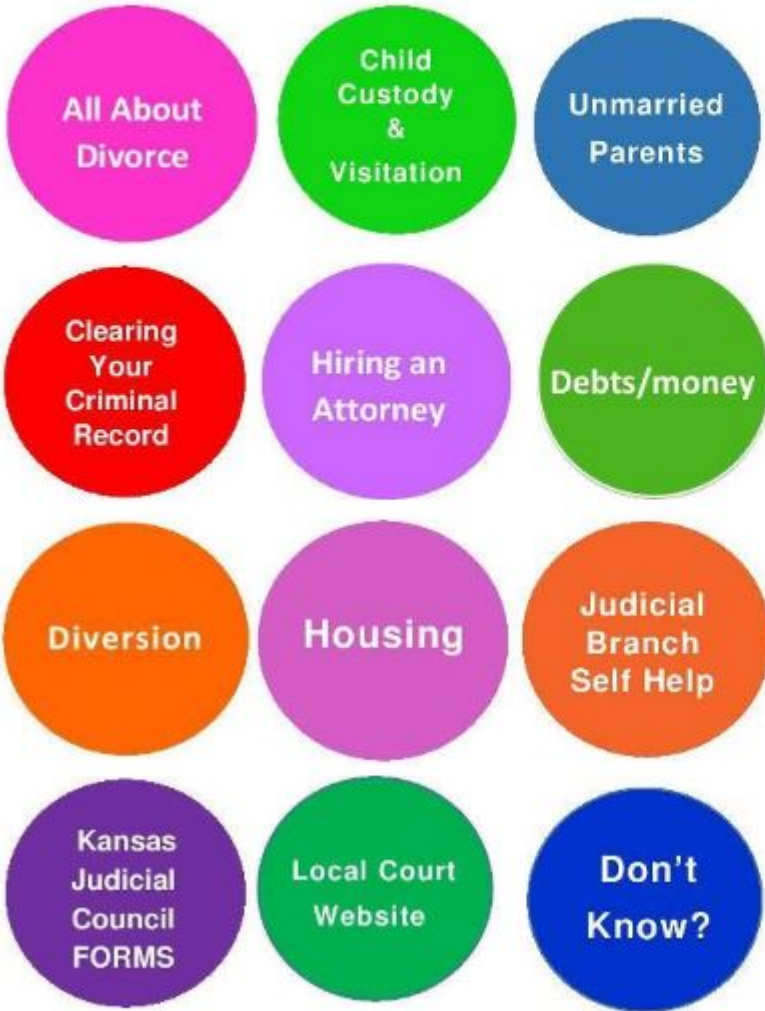 All About
Divorce
Child
Custody
&
Visitation
Unmarried
Parents
Clearing
Your
Criminal
Record
Hiring an
Attorney
Debts/money
Diversion
Housing
Judicial
Branch
Self Help
Kansas
Judicial
Council
FORMS
Local Court
Website
Don't
Know?